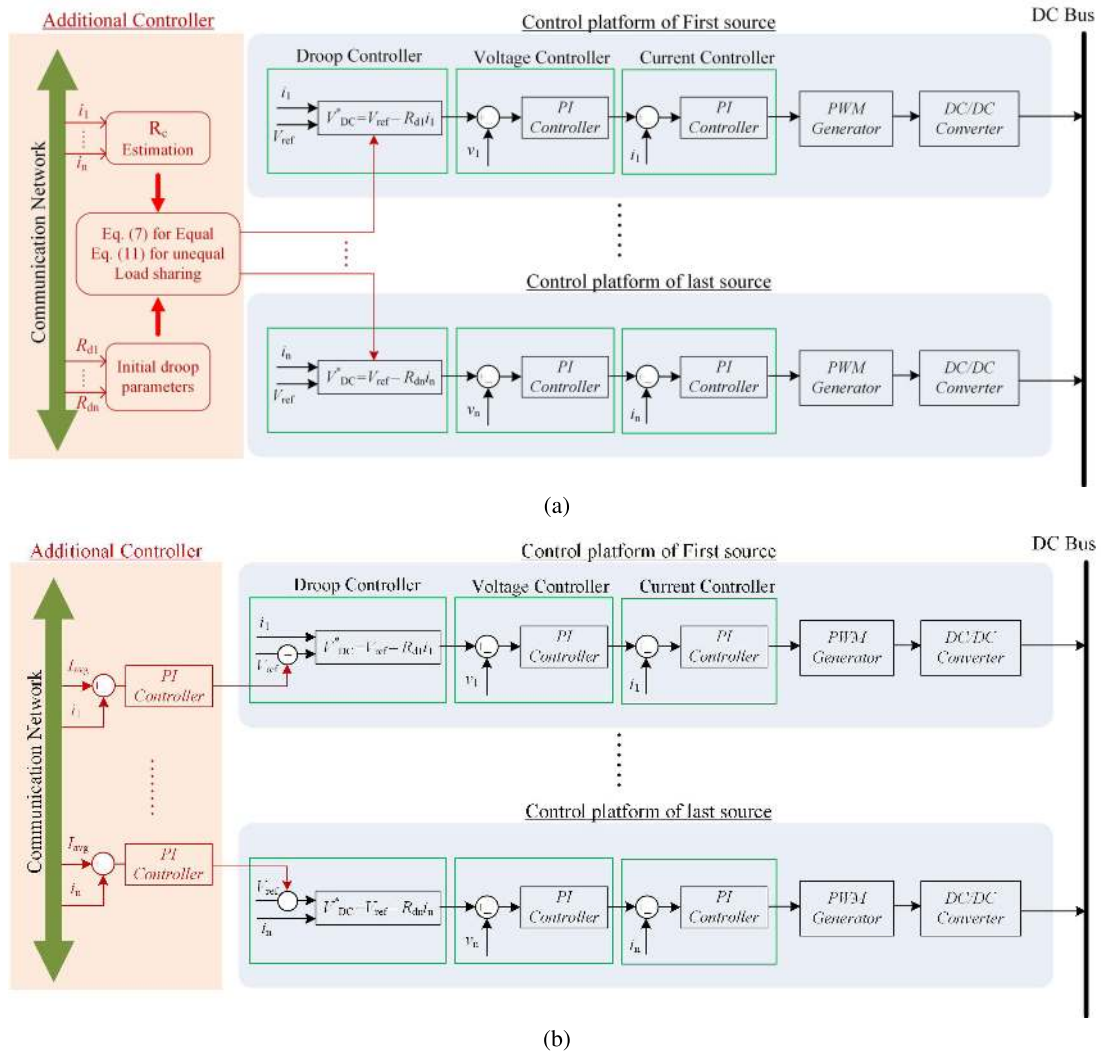 Additional Controller
Control platform of First source
DC Bus
Communication Network
i1
in
Rc
Estimation
Eq. (7) for Equal
Eq. (11) for unequal
Load sharing
Rd1
Rdn
Initial droop
parameters
Droop Controller
Voltage Controller
Current Controller
i1
Vref
V*DC=Vref− Rd1i1
v1
PI
Controller
i1
PI
Controller
PWM
Generator
DC/DC
Converter
Control platform of last source
in
Vref
V*DC=Vref− Rdnin
vn
PI
Controller
in
PI
Controller
PWM
Generator
DC/DC
Converter
(a)
Additional Controller
Control platform of First source
DC Bus
Communication Network
Iavg
i1
PI
Controller
Iavg
in
PI
Controller
Droop Controller
Voltage Controller
Current Controller
i1
Vref
V*DC=Vref− Rd1i1
v1
PI
Controller
i1
PI
Controller
PWM
Generator
DC/DC
Converter
Control platform of last source
Vref
in
V*DC=Vref− Rdnin
vn
PI
Controller
in
PI
Controller
PWM
Generator
DC/DC
Converter
(b)